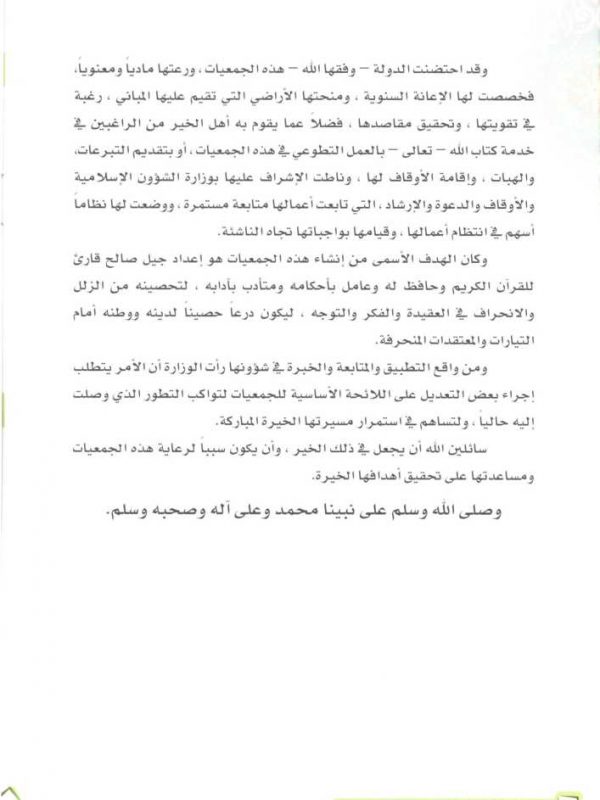 وقد احتضنت الدولة – وفقها الله – هذه الجمعيات ، ورعتها مادياً ومعنوياً،
فخصصت لها الإعانة السنوية ، ومنحتها الأراضي التي تقيم عليها المباني ، رغبة
في تقويتها ، وتحقيق مقاصدها ، فضلاً عما يقوم به أهل الخير من الراغبين في
خدمة كتاب الله – تعالى – بالعمل التطوعي في هذه الجمعيات، أو بتقديم التبرعات،
والهبات ، وإقامة الأوقاف لها ، وناطت الإشراف عليها بوزارة الشؤون الإسلامية
والأوقاف والدعوة والإرشاد ، التي تابعت أعمالها متابعة مستمرة ، ووضعت لها نظاماً
أسهم في انتظام أعمالها ، وقيامها بواجباتها تجاه الناشئة.
وكان الهدف الأسمى من إنشاء هذه الجمعيات هو إعداد جيل صالح قارئ
للقرآن الكريم وحافظ له وعامل بأحكامه ومتأدب بآدابه ، لتحصينه من الزلل
والانحراف في العقيدة والفكر والتوجه ، ليكون درعاً حصيناً لدينه ووطنه أمام
التيارات والمعتقدات المنحرفة.
ومن واقع التطبيق والمتابعة والخبرة في شؤونها رأت الوزارة أن الأمر يتطلب
إجراء بعض التعديل على اللائحة الأساسية للجمعيات لتواكب التطور الذي وصلت
إليه حالياً ، ولتساهم في استمرار مسيرتها الخيرة المباركة.
سائلين الله أن يجعل في ذلك الخير ، وأن يكون سبباً لرعاية هذه الجمعيات
ومساعدتها على تحقيق أهدافها الخيرة.
وصلى الله وسلم على نبينا محمد وعلى آله وصحبه وسلم.